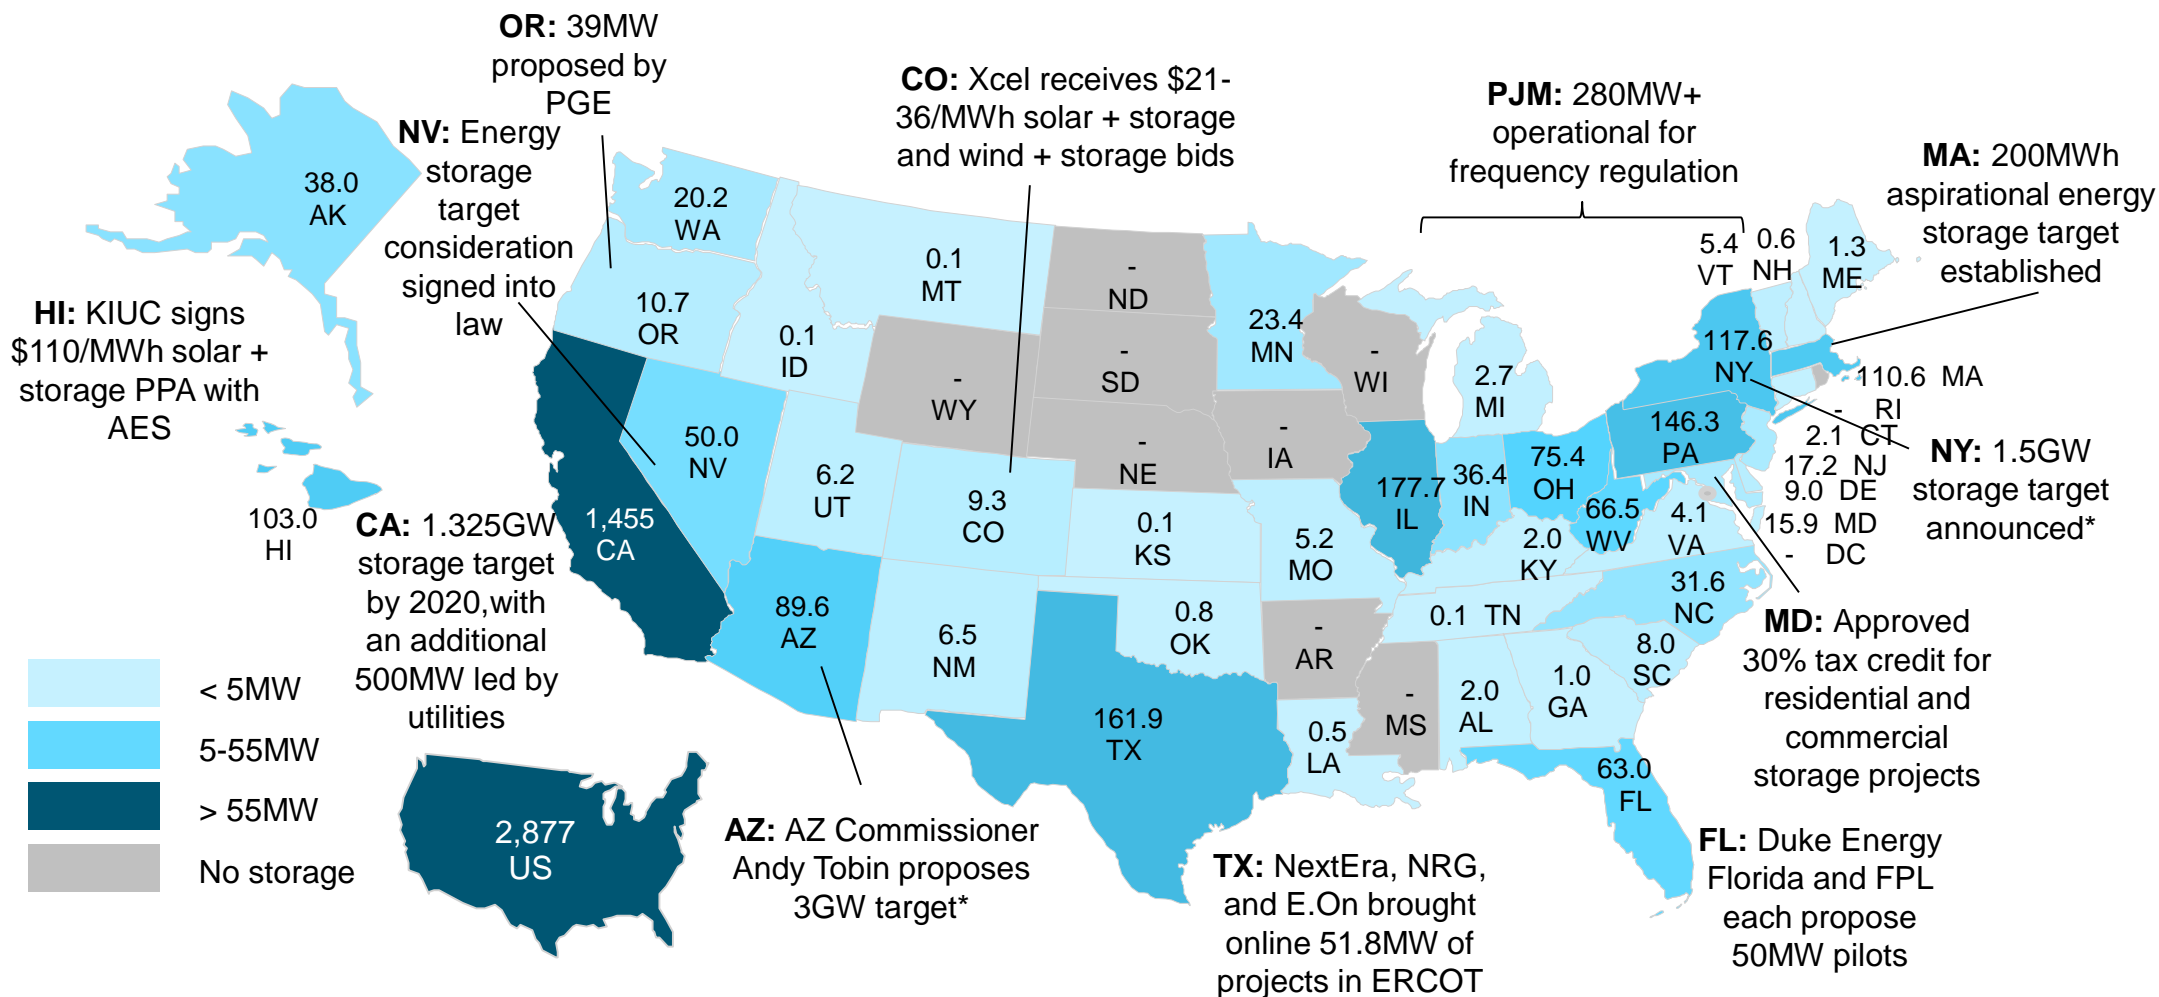 OR: 39MW
proposed by
PGE
NV: Energy
storage
target
consideration
signed into
law
CO: Xcel receives $21-
36/MWh solar + storage
and wind + storage bids
PJM: 280MW+
operational for
frequency regulation
MA: 200MWh
aspirational energy
storage target
established
HI: KIUC signs
$110/MWh solar +
storage PPA with
AES
38.0
AK
20.2
WA
10.7
OR
0.1
MT
0.1
ID
-
ND
-
SD
-
WY
-
NE
23.4
MN
-
WI
-
IA
2.7
MI
5.4
VT
0.6
NH
1.3
ME
117.6
NY
110.6 MA
- RI
2.1 CT
17.2 NJ
9.0 DE
15.9 MD
- DC
146.3
PA
NY: 1.5GW
storage target
announced*
50.0
NV
6.2
UT
9.3
CO
0.1
KS
5.2
MO
177.7
IL
36.4
IN
75.4
OH
66.5
WV
4.1
VA
2.0
KY
103.0
HI
CA: 1.325GW
storage target
by 2020,with
an additional
500MW led by
utilities
1,455
CA
89.6
AZ
6.5
NM
0.8
OK
-
AR
0.1 TN
31.6
NC
8.0
SC
1.0
GA
2.0
AL
-
MS
0.5
LA
161.9
TX
63.0
FL
MD: Approved
30% tax credit for
residential and
commercial
storage projects
< 5MW
5-55MW
> 55MW
No storage
2,877
US
AZ: AZ Commissioner
Andy Tobin proposes
3GW target*
TX: NextEra, NRG,
and E.On brought
online 51.8MW of
projects in ERCOT
FL: Duke Energy
Florida and FPL
each propose
50MW pilots